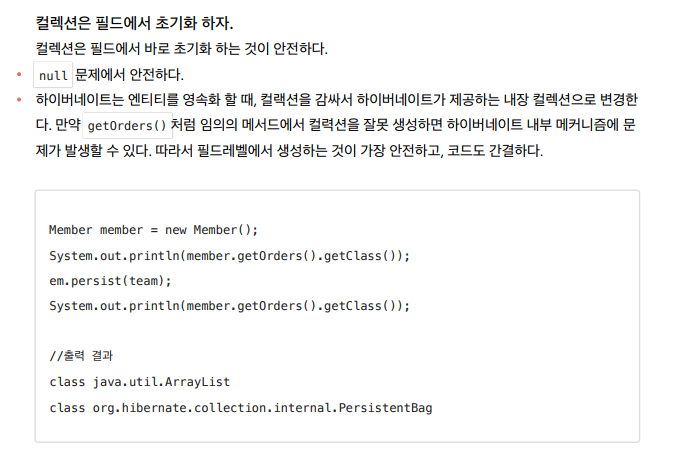 컬렉션은 필드에서 초기화 하자.
컬렉션은 필드에서 바로 초기화 하는 것이 안전하다.
• null 문제에서 안전하다.
• 하이버네이트는 엔티티를 영속화 할 때, 컬랙션을 감싸서 하이버네이트가 제공하는 내장 컬렉션으로 변경한
다. 만약 getOrders() 처럼 임의의 메서드에서 컬력션을 잘못 생성하면 하이버네이트 내부 메커니즘에 문
제가 발생할 수 있다. 따라서 필드레벨에서 생성하는 것이 가장 안전하고, 코드도 간결하다.
Member member = new Member();
System.out.println(member.getOrders().getClass());
em.persist(team);
System.out.println(member.getOrders().getClass());
//출력 결과
class java.util.ArrayList
class org.hibernate.collection.internal.PersistentBag